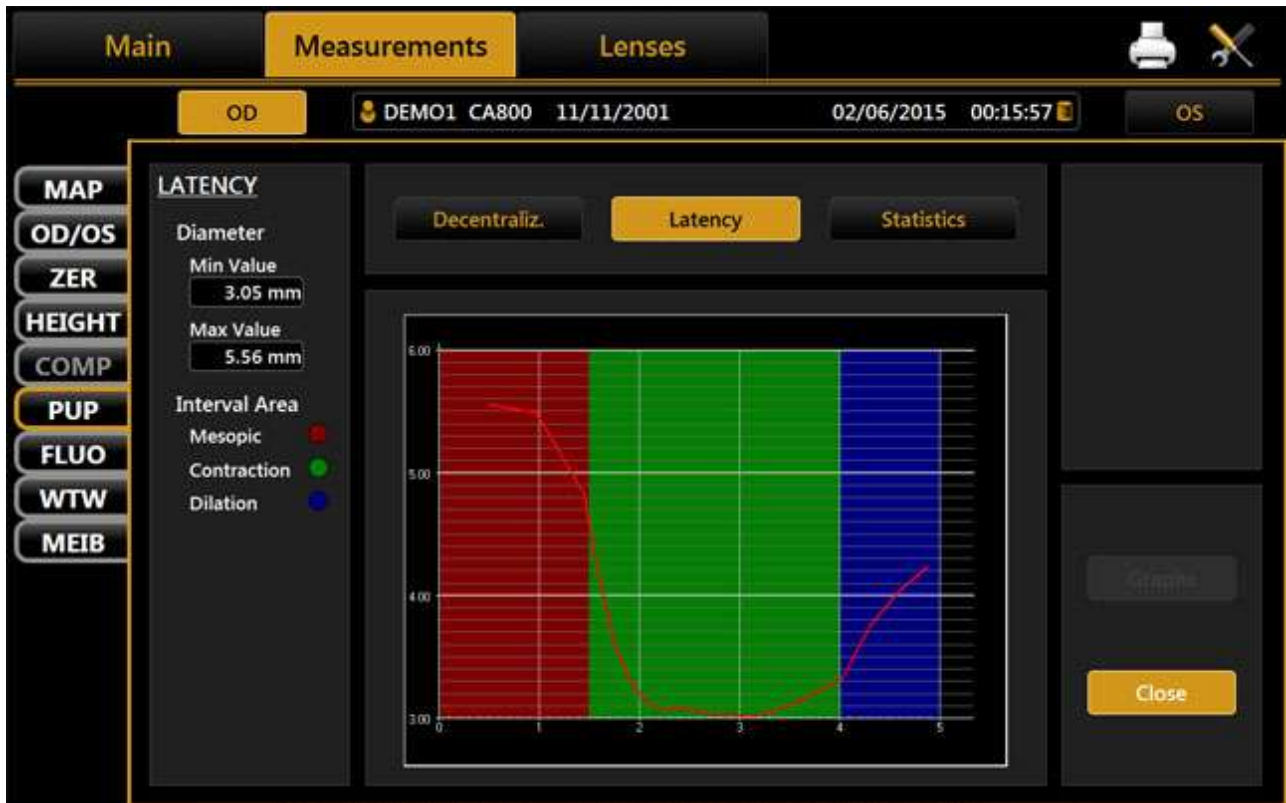 Main Measurements Lenses
OD DEMO1 CA800 11/11/2001 02/06/2015 00:15:57 OS
MAP
OD/OS
ZER
HEIGHT
COMP
PUP
FLUO
WTW
MEIB
LATENCY
Diameter
Min Value
3.05 mm
Max Value
5.56 mm
Interval Area
Mesopic
Contraction
Dilation
Decentraliz. Latency Statistics
6.00
5.00
4.00
3.00
0 1 2 3 4 5
Graphs
Close